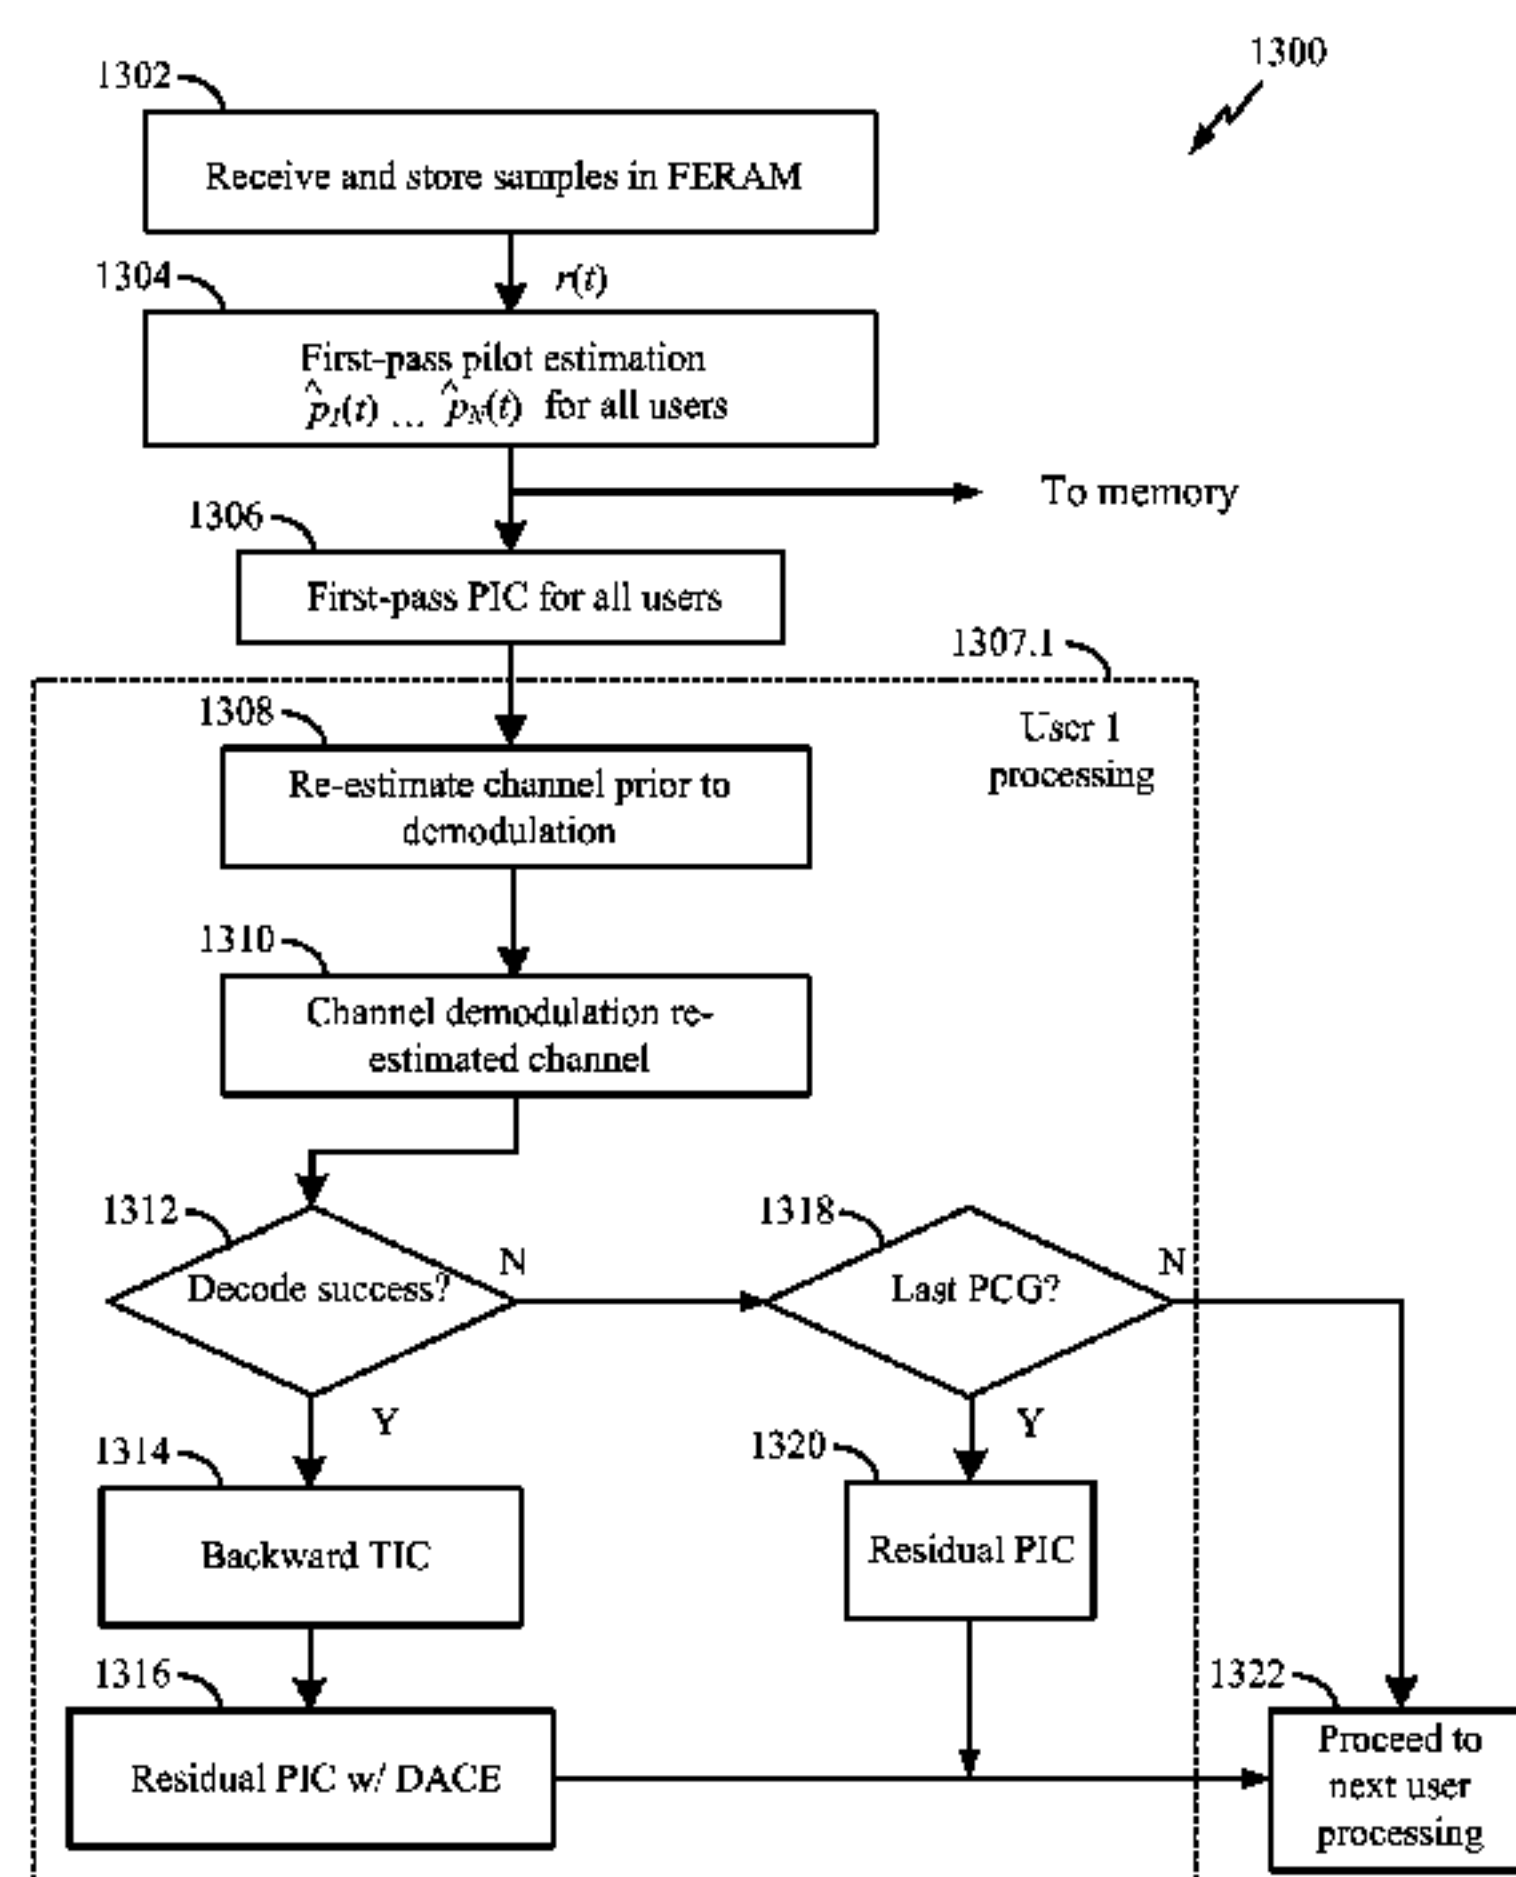 1300
1302
Receive and store samples in FERAM
r(t)
1304
First-pass pilot estimation
p̂₁(t) ... p̂_N(t) for all users
To memory
1306
First-pass PIC for all users
1307.1
User 1
processing
1308
Re-estimate channel prior to
demodulation
1310
Channel demodulation re-
estimated channel
1312
Decode success?
N
Y
1318
Last PCG?
N
Y
1314
Backward TIC
1320
Residual PIC
1316
Residual PIC w/ DACE
1322
Proceed to
next user
processing